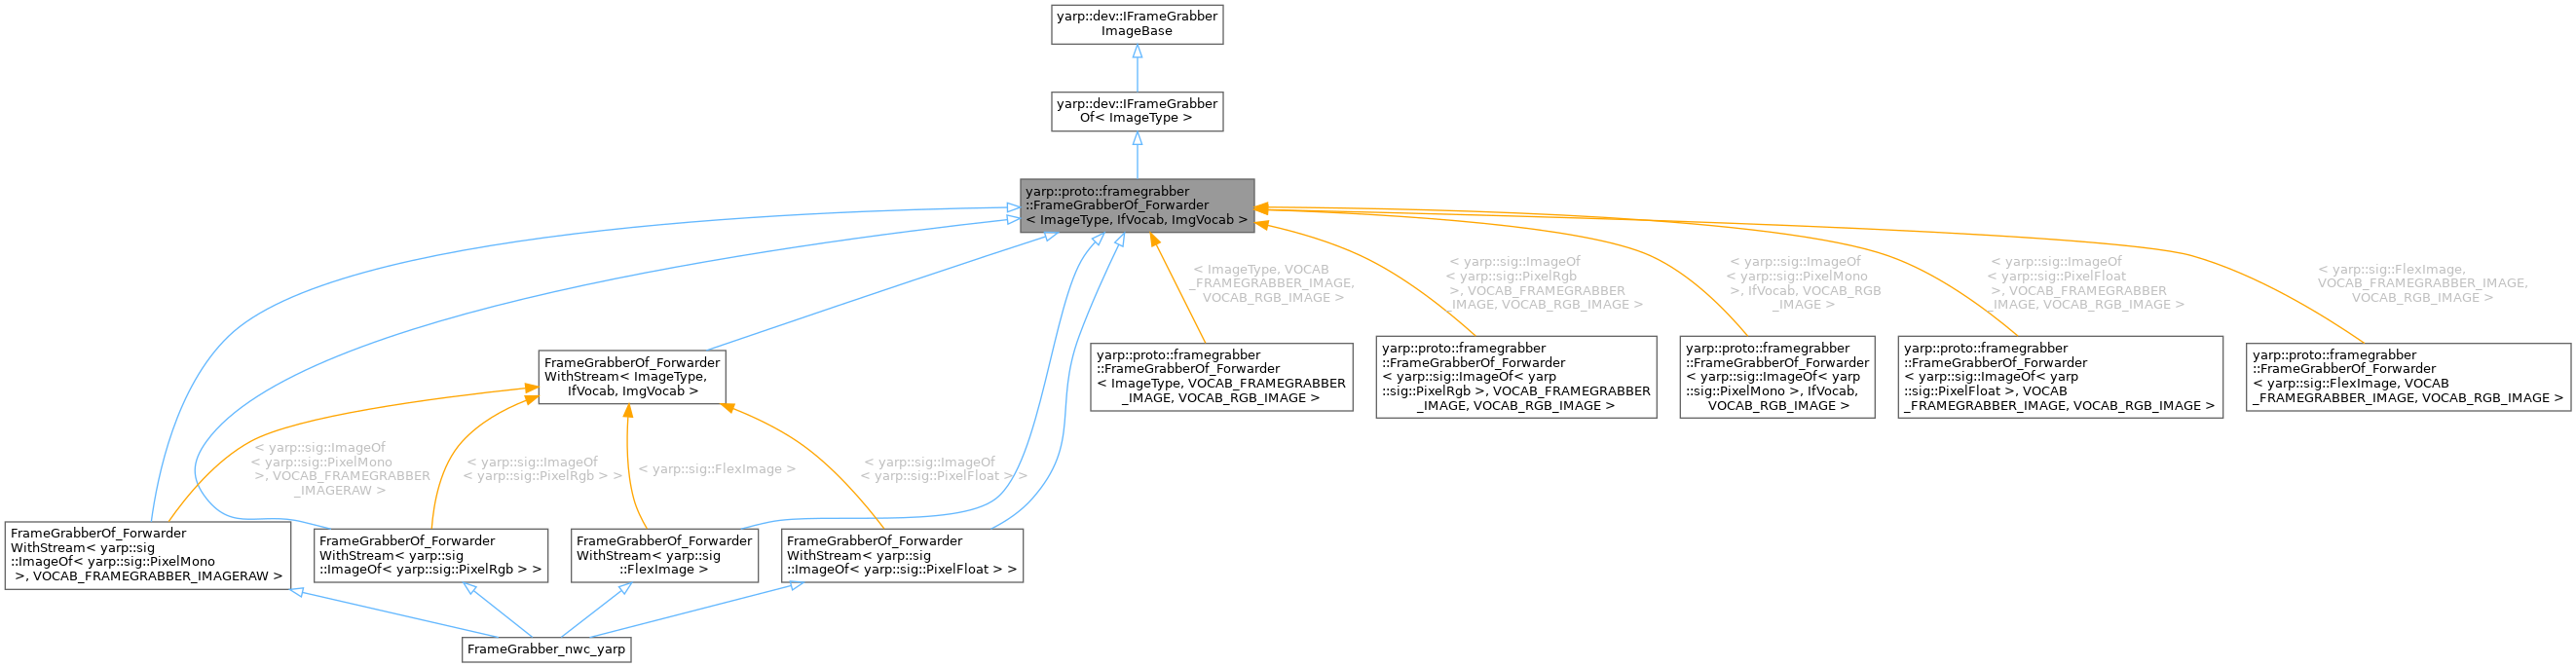 yarp::dev::IFrameGrabber
ImageBase
yarp::dev::IFrameGrabber
Of< ImageType >
yarp::proto::framegrabber
::FrameGrabberOf_Forwarder
< ImageType, IfVocab, ImgVocab >
< ImageType, VOCAB
_FRAMEGRABBER_IMAGE,
VOCAB_RGB_IMAGE >
< yarp::sig::ImageOf
< yarp::sig::PixelRgb
>, VOCAB_FRAMEGRABBER
_IMAGE, VOCAB_RGB_IMAGE >
< yarp::sig::ImageOf
< yarp::sig::PixelMono
>, IfVocab, VOCAB_RGB
_IMAGE >
< yarp::sig::ImageOf
< yarp::sig::PixelFloat
>, VOCAB_FRAMEGRABBER
_IMAGE, VOCAB_RGB_IMAGE >
< yarp::sig::FlexImage,
VOCAB_FRAMEGRABBER_IMAGE,
VOCAB_RGB_IMAGE >
FrameGrabberOf_Forwarder
WithStream< ImageType,
IfVocab, ImgVocab >
yarp::proto::framegrabber
::FrameGrabberOf_Forwarder
< ImageType, VOCAB_FRAMEGRABBER
_IMAGE, VOCAB_RGB_IMAGE >
yarp::proto::framegrabber
::FrameGrabberOf_Forwarder
< yarp::sig::ImageOf< yarp
::sig::PixelRgb >, VOCAB_FRAMEGRABBER
_IMAGE, VOCAB_RGB_IMAGE >
yarp::proto::framegrabber
::FrameGrabberOf_Forwarder
< yarp::sig::ImageOf< yarp
::sig::PixelMono >, IfVocab,
VOCAB_RGB_IMAGE >
yarp::proto::framegrabber
::FrameGrabberOf_Forwarder
< yarp::sig::ImageOf< yarp
::sig::PixelFloat >, VOCAB
_FRAMEGRABBER_IMAGE, VOCAB_RGB_IMAGE >
yarp::proto::framegrabber
::FrameGrabberOf_Forwarder
< yarp::sig::FlexImage, VOCAB
_FRAMEGRABBER_IMAGE, VOCAB_RGB_IMAGE >
< yarp::sig::ImageOf
< yarp::sig::PixelMono
>, VOCAB_FRAMEGRABBER
_IMAGERAW >
< yarp::sig::ImageOf
< yarp::sig::PixelRgb > >
< yarp::sig::FlexImage >
< yarp::sig::ImageOf
< yarp::sig::PixelFloat > >
FrameGrabberOf_Forwarder
WithStream< yarp::sig
::ImageOf< yarp::sig::PixelMono
>, VOCAB_FRAMEGRABBER_IMAGERAW >
FrameGrabberOf_Forwarder
WithStream< yarp::sig
::ImageOf< yarp::sig::PixelRgb > >
FrameGrabberOf_Forwarder
WithStream< yarp::sig
::FlexImage >
FrameGrabberOf_Forwarder
WithStream< yarp::sig
::ImageOf< yarp::sig::PixelFloat > >
FrameGrabber_nwc_yarp